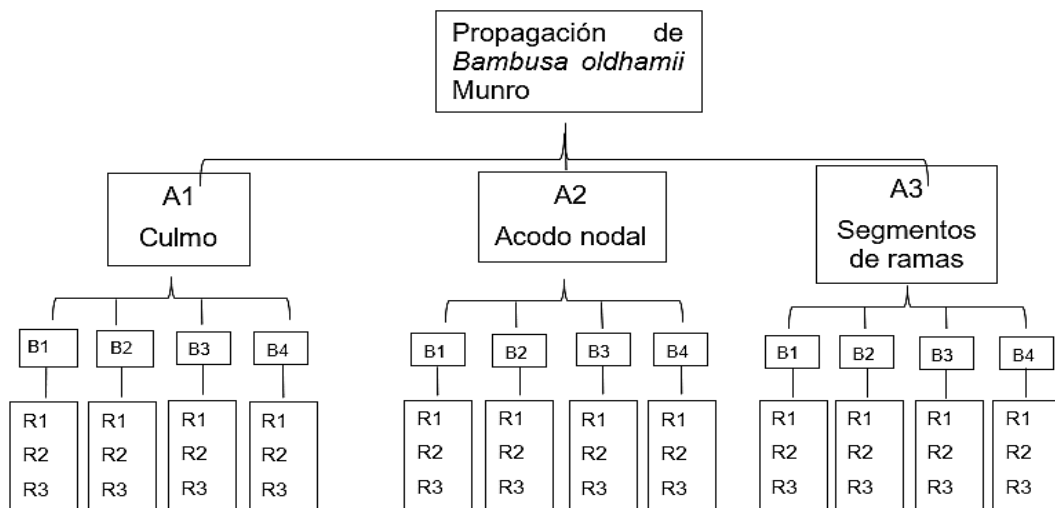 Propagación de
Bambusa oldhamii
Munro
A1
Culmo
A2
Acodo nodal
A3
Segmentos
de ramas
B1 B2 B3 B4
B1 B2 B3 B4
B1 B2 B3 B4
R1 R1 R1 R1
R2 R2 R2 R2
R3 R3 R3 R3
R1 R1 R1 R1
R2 R2 R2 R2
R3 R3 R3 R3
R1 R1 R1 R1
R2 R2 R2 R2
R3 R3 R3 R3